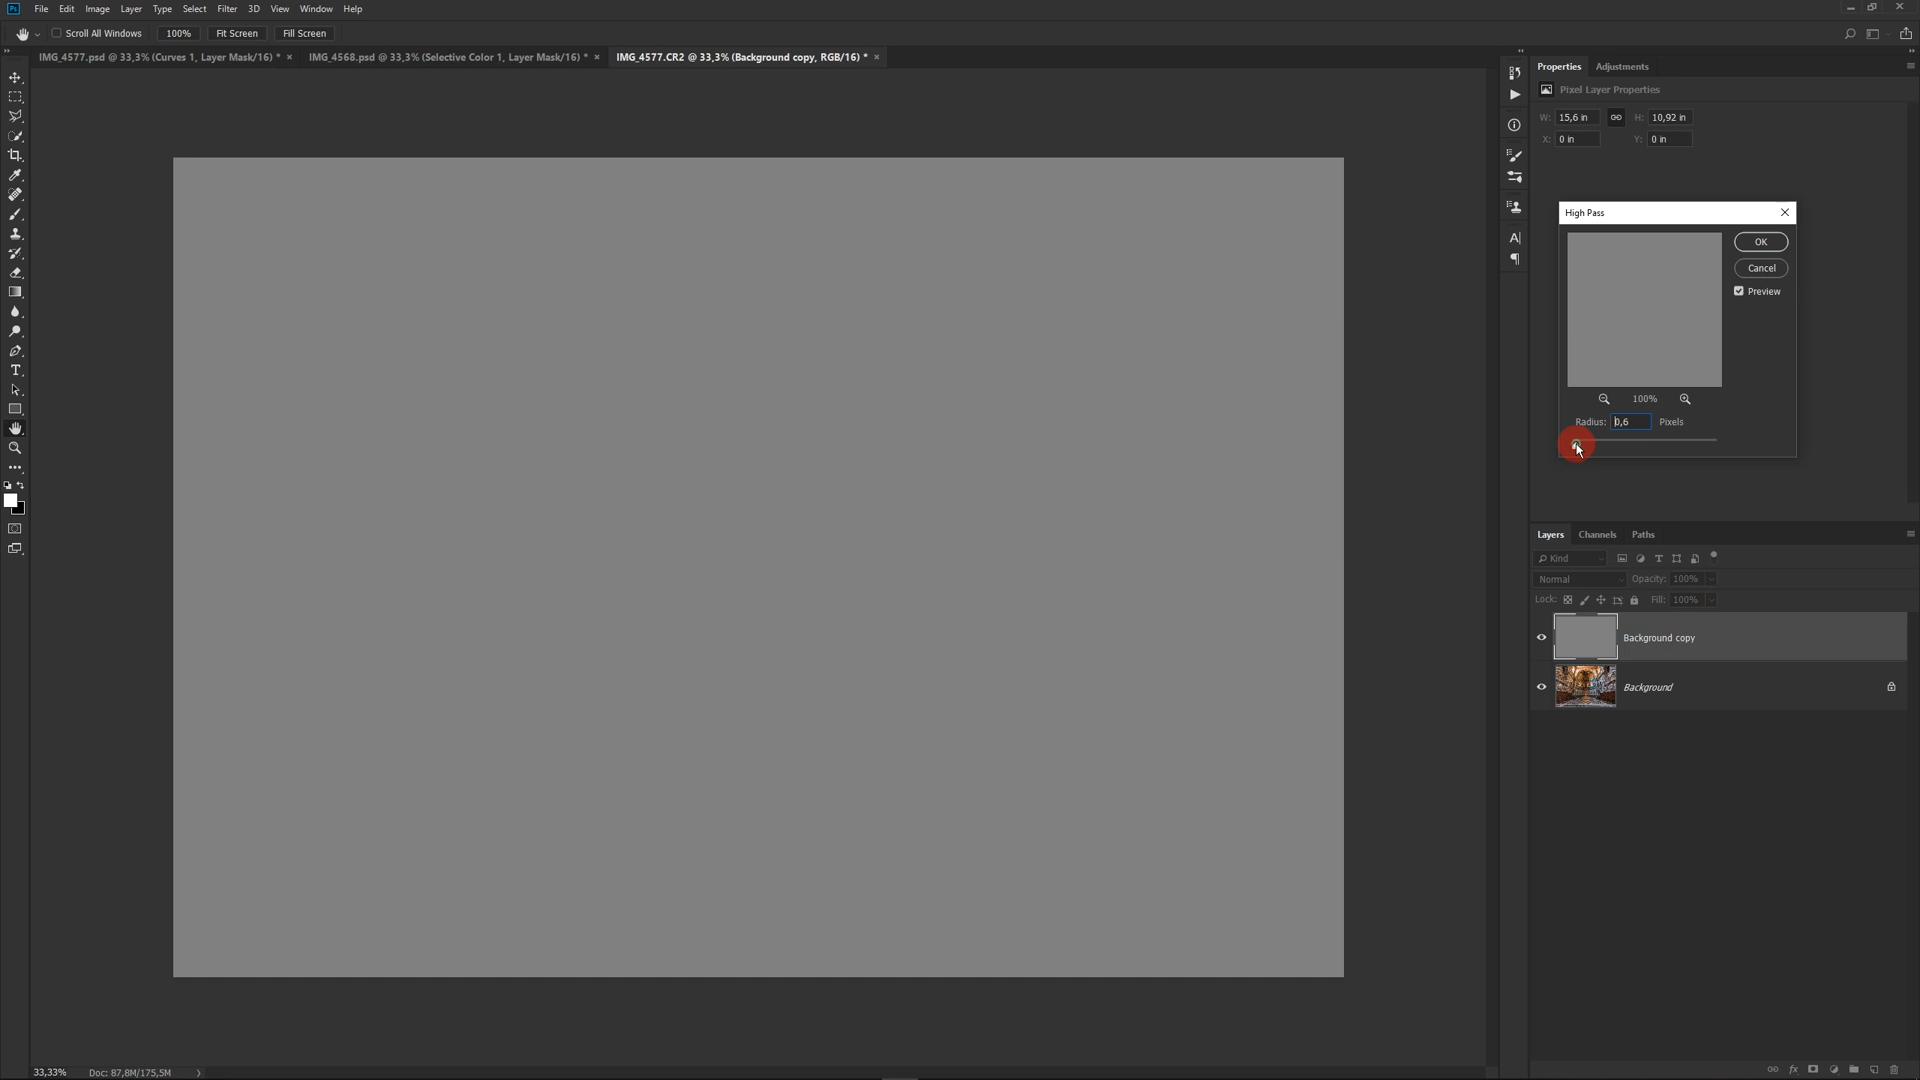 Ps File Edit Image Layer Type Select Filter 3D View Window Help
Scroll All Windows 100% Fit Screen Fill Screen
IMG_4577.psd @ 33,3% (Curves 1, Layer Mask/16) * × IMG_4568.psd @ 33,3% (Selective Color 1, Layer Mask/16) * × IMG_4577.CR2 @ 33,3% (Background copy, RGB/16) * ×
Properties Adjustments
Pixel Layer Properties
W: 15,6 in H: 10,92 in
X: 0 in Y: 0 in
High Pass
OK
Cancel
Preview
100%
Radius: 0,6 Pixels
Layers Channels Paths
Kind
Normal Opacity: 100%
Lock: Fill: 100%
Background copy
Background
33,33% Doc: 87,8M/175,5M